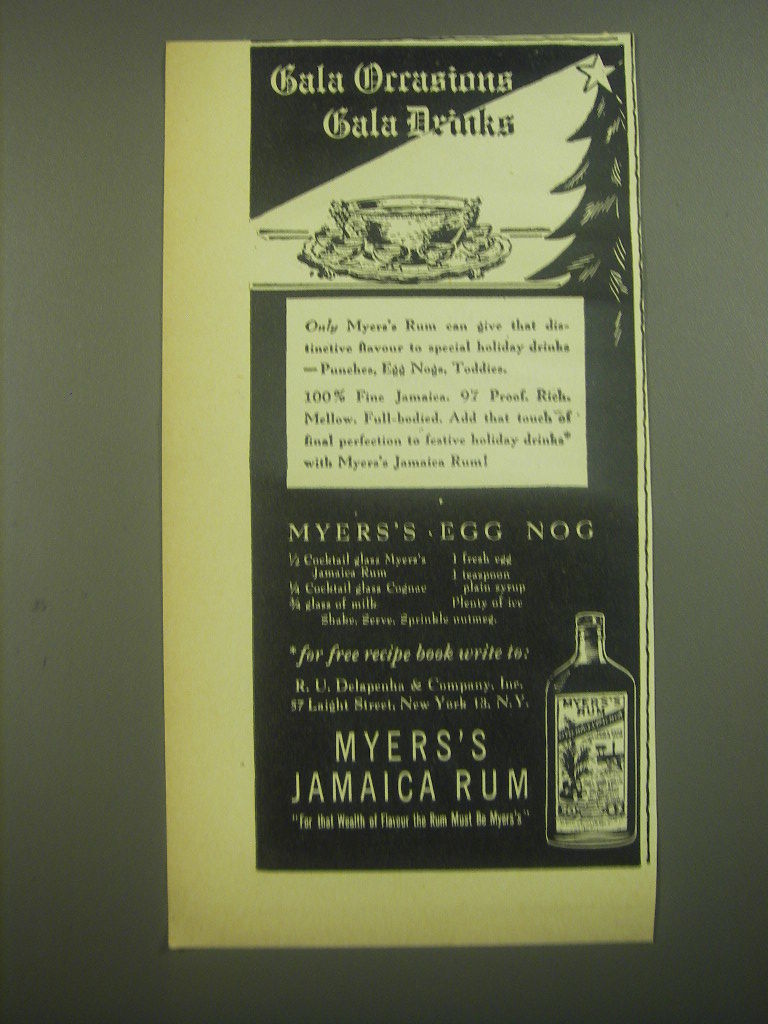 Gala Occasions
Gala Drinks
Only Myers's Rum can give that dis-
tinctive flavour to special holiday drinks
—Punches, Egg Nogs, Toddies.
100% Fine Jamaica. 97 Proof. Rich,
Mellow, Full-bodied. Add that touch of
final perfection to festive holiday drinks*
with Myers's Jamaica Rum!
MYERS'S EGG NOG
½ Cocktail glass Myers's
Jamaica Rum
¼ Cocktail glass Cognac
¾ glass of milk
1 fresh egg
1 teaspoon
plain syrup
Plenty of ice
Shake. Serve. Sprinkle nutmeg.
*for free recipe book write to:
R. U. Delapenha & Company, Inc.
57 Laight Street, New York 13, N.Y.
MYERS'S
RUM
MYERS'S
JAMAICA RUM
"For that Wealth of Flavour the Rum Must Be Myers's"